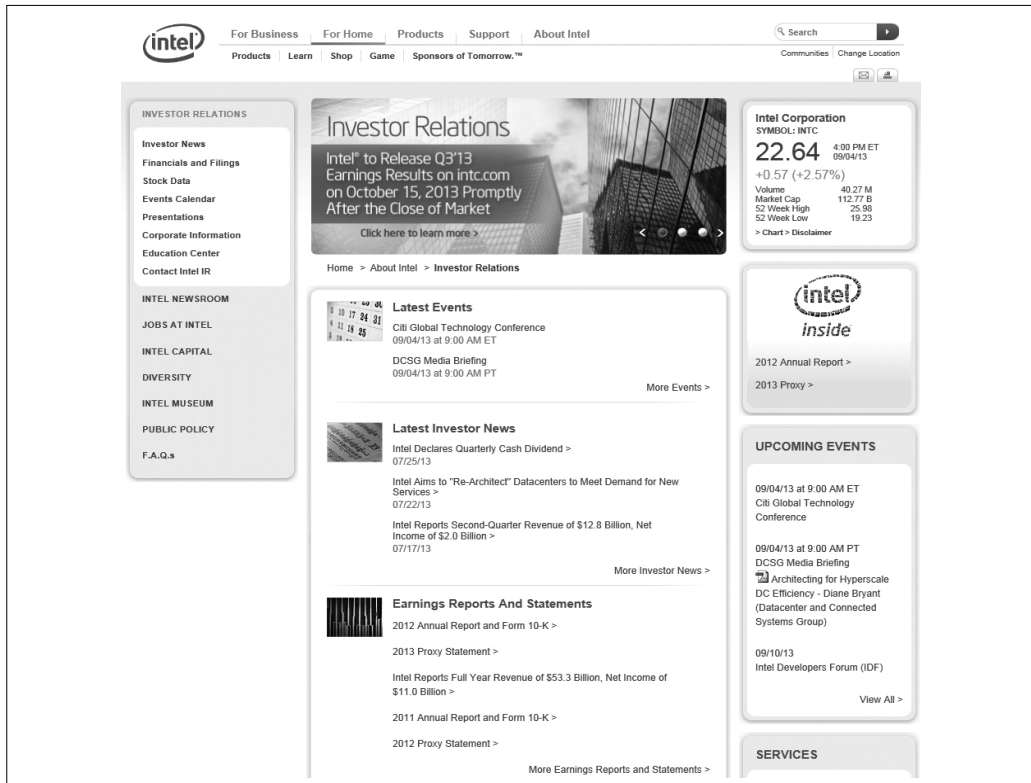 intel
For Business For Home Products Support About Intel
Search
Products Learn Shop Game Sponsors of Tomorrow.™
Communities Change Location
INVESTOR RELATIONS
Investor News
Financials and Filings
Stock Data
Events Calendar
Presentations
Corporate Information
Education Center
Contact Intel IR
INTEL NEWSROOM
JOBS AT INTEL
INTEL CAPITAL
DIVERSITY
INTEL MUSEUM
PUBLIC POLICY
F.A.Q.s
Investor Relations
Intel® to Release Q3'13
Earnings Results on intc.com
on October 15, 2013 Promptly
After the Close of Market
Click here to learn more >
Home > About Intel > Investor Relations
Latest Events
Citi Global Technology Conference
09/04/13 at 9:00 AM ET
DCSG Media Briefing
09/04/13 at 9:00 AM PT
More Events >
Latest Investor News
Intel Declares Quarterly Cash Dividend >
07/25/13
Intel Aims to "Re-Architect" Datacenters to Meet Demand for New
Services >
07/22/13
Intel Reports Second-Quarter Revenue of $12.8 Billion, Net
Income of $2.0 Billion >
07/17/13
More Investor News >
Earnings Reports And Statements
2012 Annual Report and Form 10-K >
2013 Proxy Statement >
Intel Reports Full Year Revenue of $53.3 Billion, Net Income of
$11.0 Billion >
2011 Annual Report and Form 10-K >
2012 Proxy Statement >
More Earnings Reports and Statements >
Intel Corporation
SYMBOL: INTC
22.64 4:00 PM ET
09/04/13
+0.57 (+2.57%)
Volume 40.27 M
Market Cap 112.77 B
52 Week High 25.98
52 Week Low 19.23
> Chart > Disclaimer
intel
inside
2012 Annual Report >
2013 Proxy >
UPCOMING EVENTS
09/04/13 at 9:00 AM ET
Citi Global Technology
Conference
09/04/13 at 9:00 AM PT
DCSG Media Briefing
Architecting for Hyperscale
DC Efficiency - Diane Bryant
(Datacenter and Connected
Systems Group)
09/10/13
Intel Developers Forum (IDF)
View All >
SERVICES